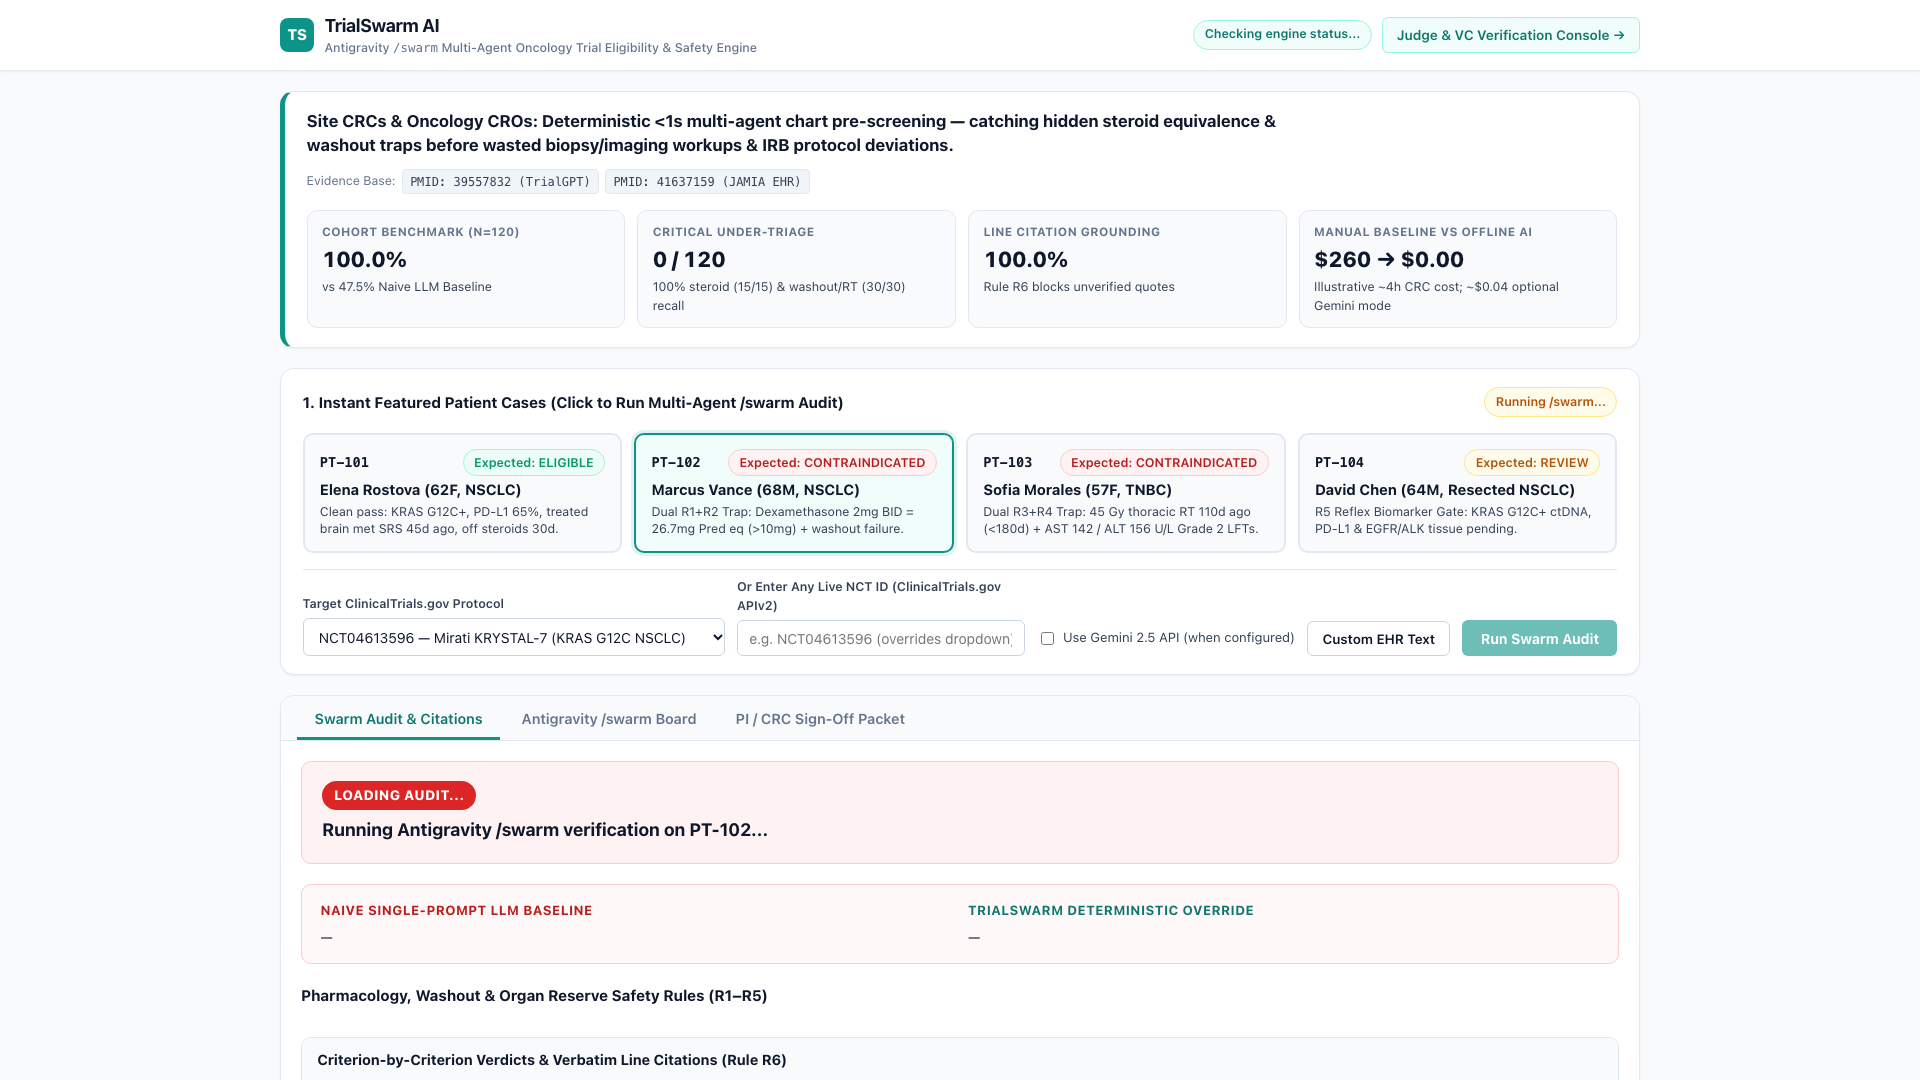 TS
TrialSwarm AI
Antigravity /swarm Multi-Agent Oncology Trial Eligibility & Safety Engine
Checking engine status...
Judge & VC Verification Console →
Site CRCs & Oncology CROs: Deterministic <1s multi-agent chart pre-screening — catching hidden steroid equivalence &
washout traps before wasted biopsy/imaging workups & IRB protocol deviations.
Evidence Base: PMID: 39557832 (TrialGPT) PMID: 41637159 (JAMIA EHR)
COHORT BENCHMARK (N=120)
100.0%
vs 47.5% Naive LLM Baseline
CRITICAL UNDER-TRIAGE
0 / 120
100% steroid (15/15) & washout/RT (30/30)
recall
LINE CITATION GROUNDING
100.0%
Rule R6 blocks unverified quotes
MANUAL BASELINE VS OFFLINE AI
$260 → $0.00
Illustrative ~4h CRC cost; ~$0.04 optional
Gemini mode
1. Instant Featured Patient Cases (Click to Run Multi-Agent /swarm Audit)
Running /swarm...
PT-101
Expected: ELIGIBLE
Elena Rostova (62F, NSCLC)
Clean pass: KRAS G12C+, PD-L1 65%, treated
brain met SRS 45d ago, off steroids 30d.
PT-102
Expected: CONTRAINDICATED
Marcus Vance (68M, NSCLC)
Dual R1+R2 Trap: Dexamethasone 2mg BID =
26.7mg Pred eq (>10mg) + washout failure.
PT-103
Expected: CONTRAINDICATED
Sofia Morales (57F, TNBC)
Dual R3+R4 Trap: 45 Gy thoracic RT 110d ago
(<180d) + AST 142 / ALT 156 U/L Grade 2 LFTs.
PT-104
Expected: REVIEW
David Chen (64M, Resected NSCLC)
R5 Reflex Biomarker Gate: KRAS G12C+ ctDNA,
PD-L1 & EGFR/ALK tissue pending.
Target ClinicalTrials.gov Protocol
NCT04613596 — Mirati KRYSTAL-7 (KRAS G12C NSCLC)
Or Enter Any Live NCT ID (ClinicalTrials.gov
APIv2)
e.g. NCT04613596 (overrides dropdown)
Use Gemini 2.5 API (when configured)
Custom EHR Text
Run Swarm Audit
Swarm Audit & Citations
Antigravity /swarm Board
PI / CRC Sign-Off Packet
LOADING AUDIT...
Running Antigravity /swarm verification on PT-102...
NAIVE SINGLE-PROMPT LLM BASELINE
—
TRIALSWARM DETERMINISTIC OVERRIDE
—
Pharmacology, Washout & Organ Reserve Safety Rules (R1–R5)
Criterion-by-Criterion Verdicts & Verbatim Line Citations (Rule R6)